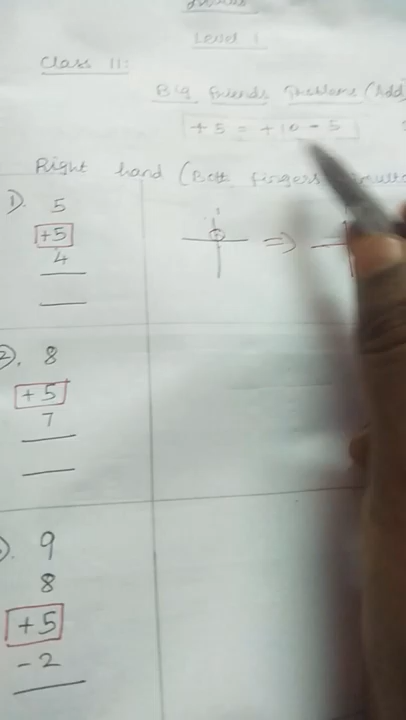 Level 1
Class 11:
Big friends Probleme (Add
+5 = +10 - 5
Right hand (Both fingers
1). 5
+5
4
2). 8
+5
7
). 9
8
+5
-2